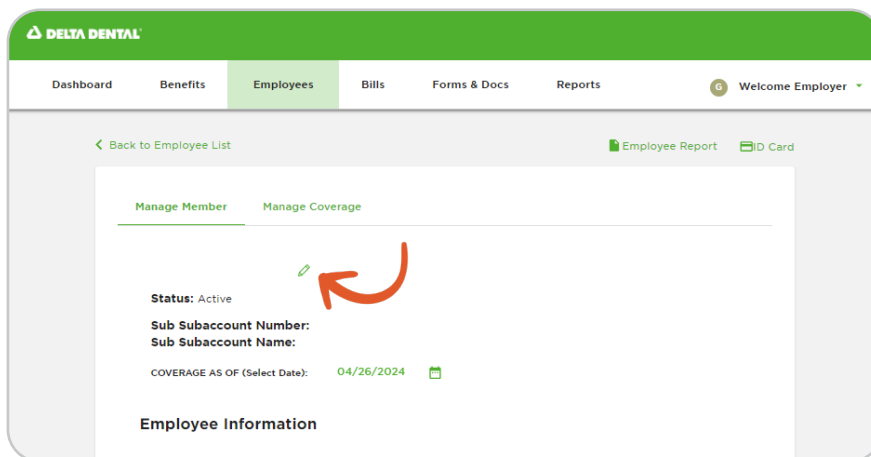 DELTA DENTAL
Dashboard Benefits Employees Bills Forms & Docs Reports G Welcome Employer
Back to Employee List Employee Report ID Card
Manage Member Manage Coverage
Status: Active
Sub Subaccount Number:
Sub Subaccount Name:
COVERAGE AS OF (Select Date): 04/26/2024
Employee Information